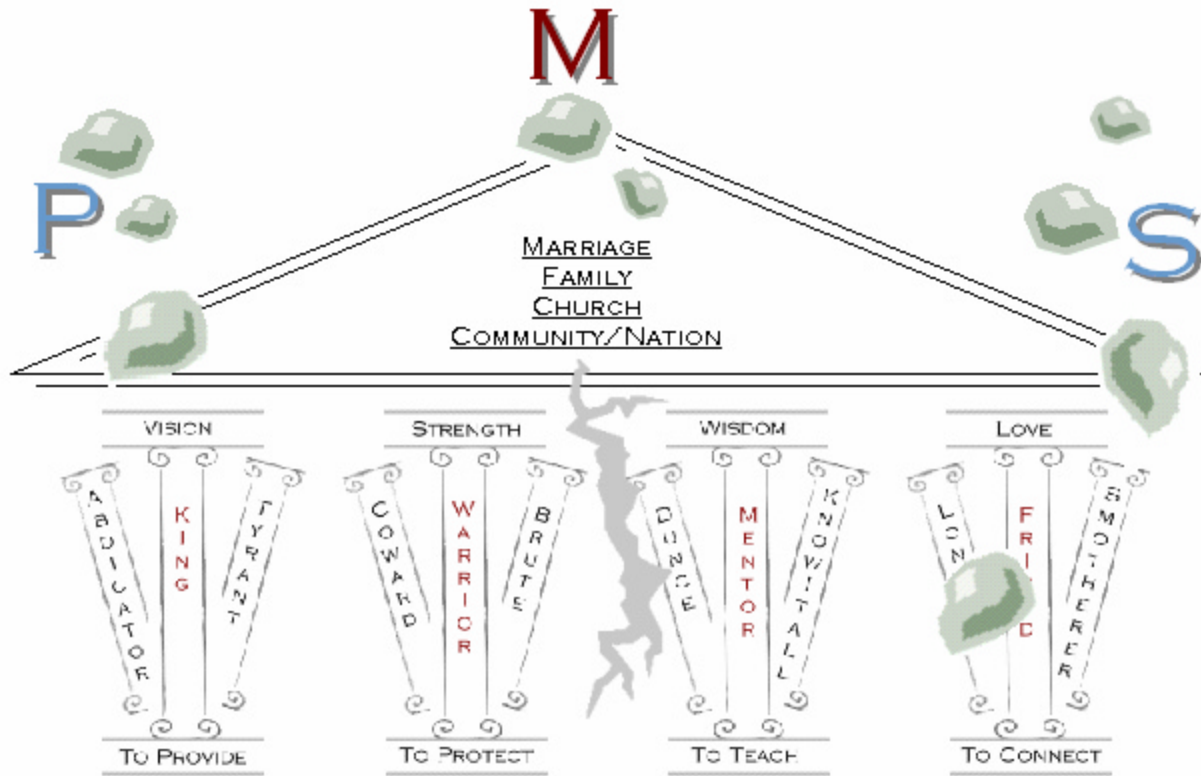 M
P
S
MARRIAGE
FAMILY
CHURCH
COMMUNITY/NATION
VISION
STRENGTH
WISDOM
LOVE
ABDICATOR
KING
TYRANT
COWARD
WARRIOR
BRUTE
DUNCE
MENTOR
KNOWITALL
SMOTHERER
TO PROVIDE
TO PROTECT
TO TEACH
TO CONNECT